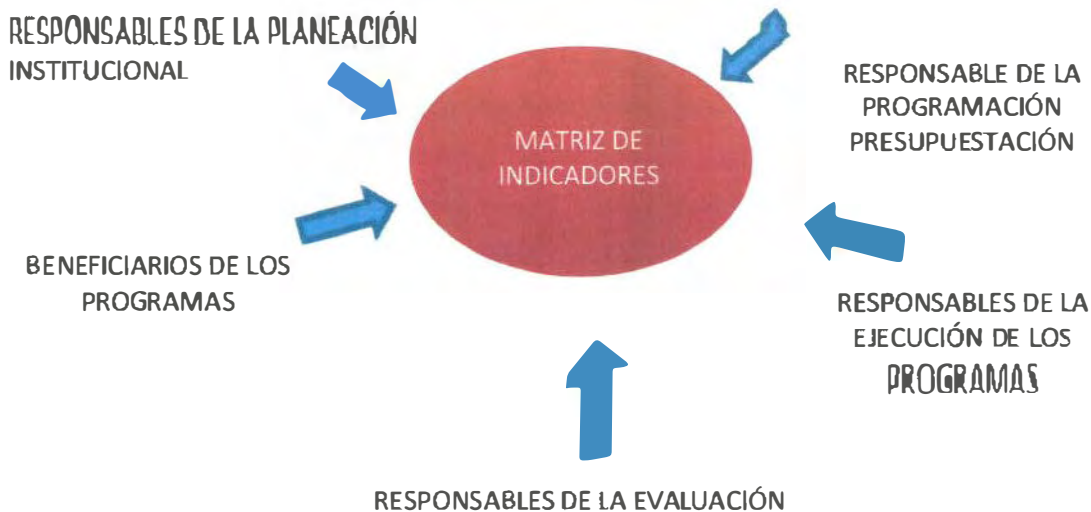 RESPONSABLES DE LA PLANEACIÓN
INSTITUCIONAL
MATRIZ DE
INDICADORES
RESPONSABLE DE LA
PROGRAMACIÓN
PRESUPUESTACIÓN
BENEFICIARIOS DE LOS
PROGRAMAS
RESPONSABLES DE LA
EJECUCIÓN DE LOS
PROGRAMAS
RESPONSABLES DE LA EVALUACIÓN